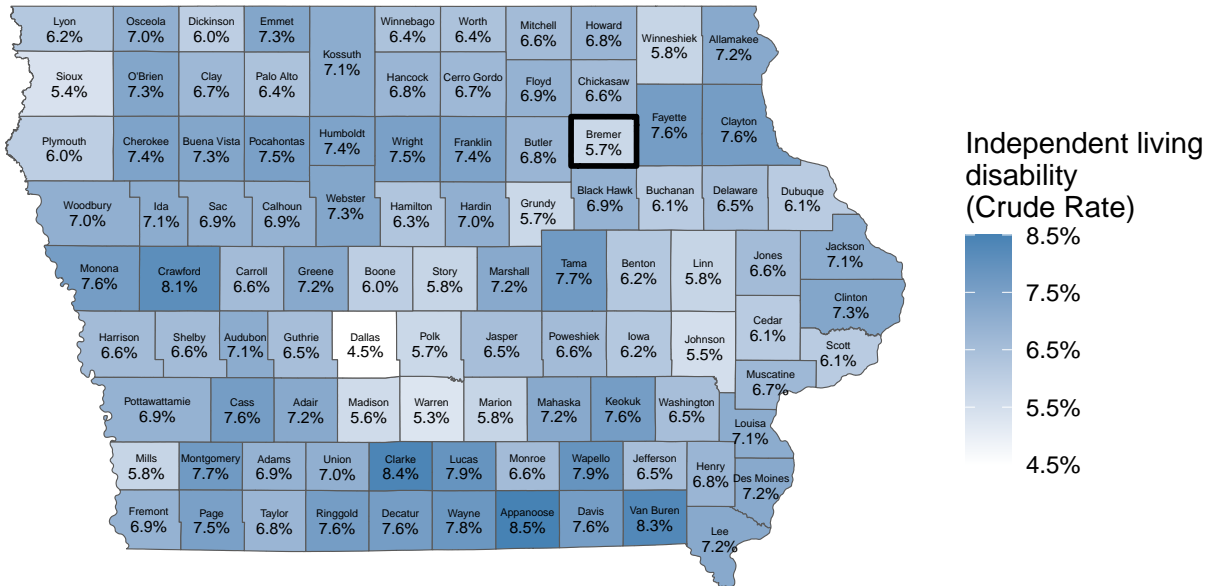 Lyon
6.2%
Osceola
7.0%
Dickinson
6.0%
Emmet
7.3%
Kossuth
7.1%
Winnebago
6.4%
Worth
6.4%
Mitchell
6.6%
Howard
6.8%
Winneshiek
5.8%
Allamakee
7.2%
Sioux
5.4%
O'Brien
7.3%
Clay
6.7%
Palo Alto
6.4%
Hancock
6.8%
Cerro Gordo
6.7%
Floyd
6.9%
Chickasaw
6.6%
Fayette
7.6%
Clayton
7.6%
Plymouth
6.0%
Cherokee
7.4%
Buena Vista
7.3%
Pocahontas
7.5%
Humboldt
7.4%
Wright
7.5%
Franklin
7.4%
Butler
6.8%
Bremer
5.7%
Woodbury
7.0%
Ida
7.1%
Sac
6.9%
Calhoun
6.9%
Webster
7.3%
Hamilton
6.3%
Hardin
7.0%
Grundy
5.7%
Black Hawk
6.9%
Buchanan
6.1%
Delaware
6.5%
Dubuque
6.1%
Monona
7.6%
Crawford
8.1%
Carroll
6.6%
Greene
7.2%
Boone
6.0%
Story
5.8%
Marshall
7.2%
Tama
7.7%
Benton
6.2%
Linn
5.8%
Jones
6.6%
Jackson
7.1%
Clinton
7.3%
Harrison
6.6%
Shelby
6.6%
Audubon
7.1%
Guthrie
6.5%
Dallas
4.5%
Polk
5.7%
Jasper
6.5%
Poweshiek
6.6%
Iowa
6.2%
Johnson
5.5%
Cedar
6.1%
Scott
6.1%
Muscatine
6.7%
Pottawattamie
6.9%
Cass
7.6%
Adair
7.2%
Madison
5.6%
Warren
5.3%
Marion
5.8%
Mahaska
7.2%
Keokuk
7.6%
Washington
6.5%
Louisa
7.1%
Mills
5.8%
Montgomery
7.7%
Adams
6.9%
Union
7.0%
Clarke
8.4%
Lucas
7.9%
Monroe
6.6%
Wapello
7.9%
Jefferson
6.5%
Henry
6.8%
Des Moines
7.2%
Fremont
6.9%
Page
7.5%
Taylor
6.8%
Ringgold
7.6%
Decatur
7.6%
Wayne
7.8%
Appanoose
8.5%
Davis
7.6%
Van Buren
8.3%
Lee
7.2%
Independent living
disability
(Crude Rate)
8.5%
7.5%
6.5%
5.5%
4.5%